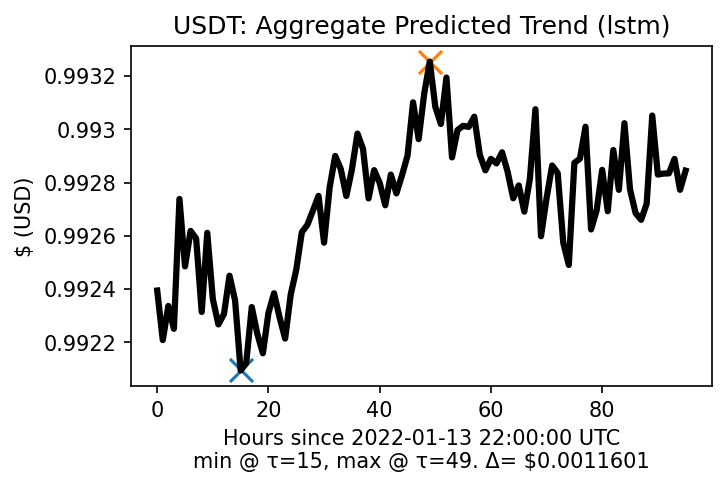 USDT: Aggregate Predicted Trend (lstm)
$ (USD)
0.9932
0.993
0.9928
0.9926
0.9924
0.9922
0 20 40 60 80
Hours since 2022-01-13 22:00:00 UTC
min @ τ=15, max @ τ=49. Δ= $0.0011601